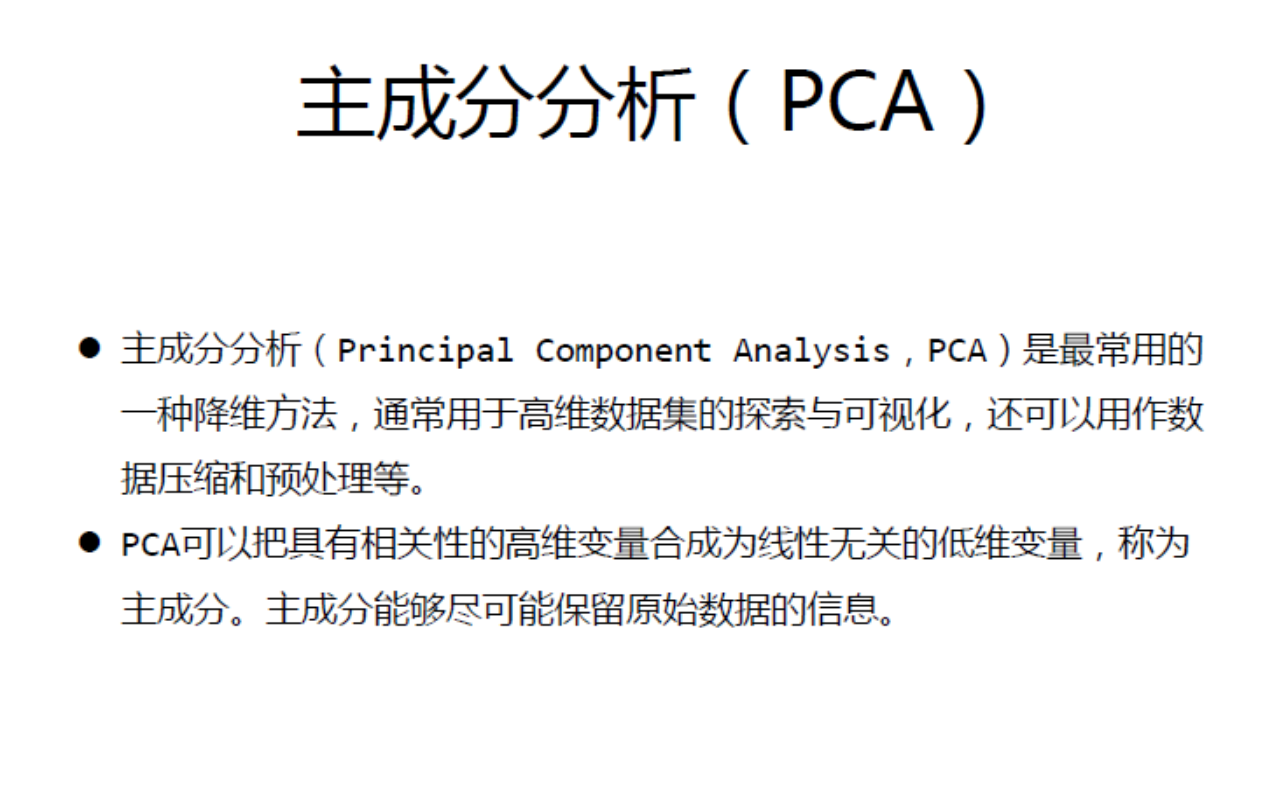 主成分分析（PCA）
● 主成分分析（Principal Component Analysis，PCA）是最常用的
一种降维方法，通常用于高维数据集的探索与可视化，还可以用作数
据压缩和预处理等。
● PCA可以把具有相关性的高维变量合成为线性无关的低维变量，称为
主成分。主成分能够尽可能保留原始数据的信息。